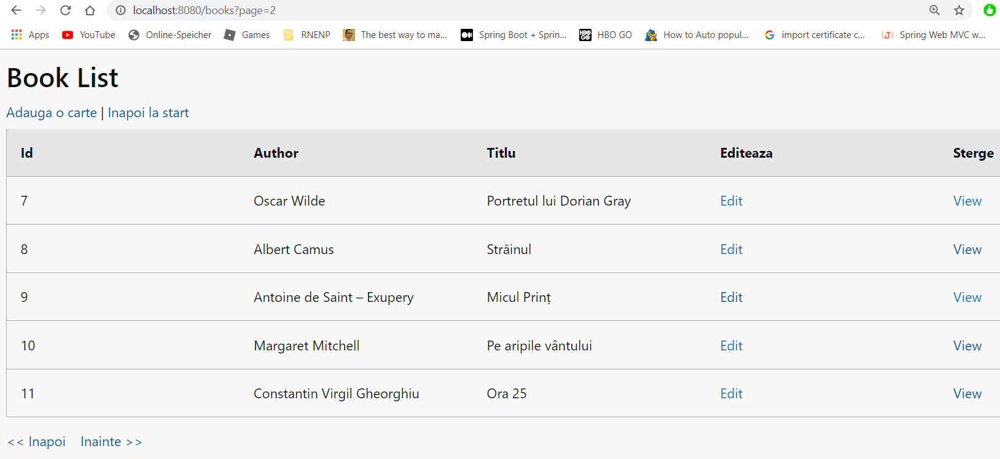 localhost:8080/books?page=2
Apps YouTube Online-Speicher Games RNENP The best way to ma... Spring Boot + Sprin... HBO GO How to Auto popul... import certificate c... Spring Web MVC w...
Book List
Adauga o carte | Inapoi la start
Id Author Titlu Editeaza Sterge
7 Oscar Wilde Portretul lui Dorian Gray Edit View
8 Albert Camus Străinul Edit View
9 Antoine de Saint – Exupery Micul Prinț Edit View
10 Margaret Mitchell Pe aripile vântului Edit View
11 Constantin Virgil Gheorghiu Ora 25 Edit View
<< Inapoi Inainte >>